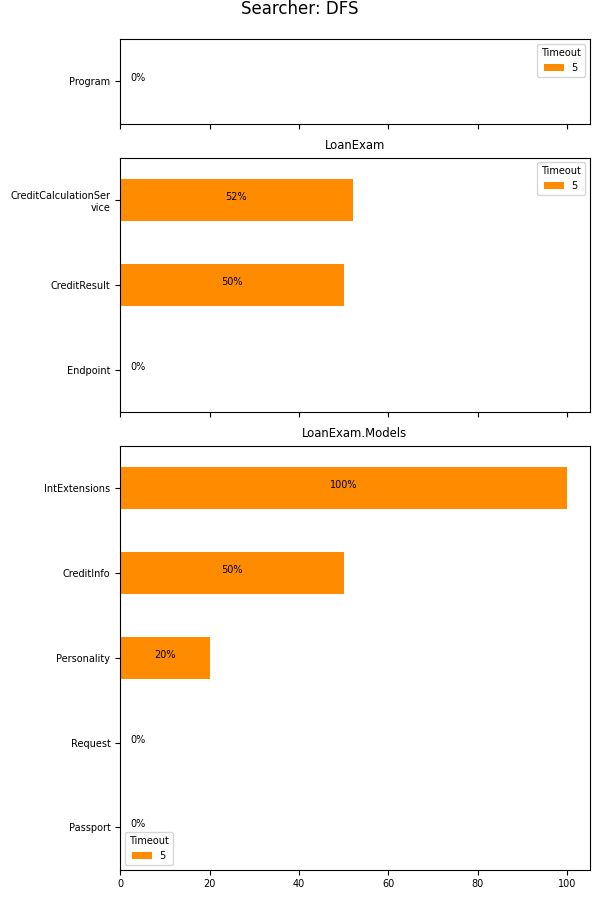 Searcher: DFS
Timeout
5
Program
0%
LoanExam
Timeout
5
CreditCalculationSer
vice
52%
CreditResult
50%
Endpoint
0%
LoanExam.Models
IntExtensions
100%
CreditInfo
50%
Personality
20%
Request
0%
Passport
0%
Timeout
5
0 20 40 60 80 100